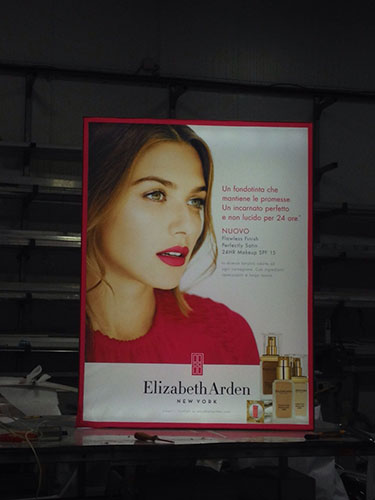 Un fondotinta che
mantiene le promesse.
Un incarnato perfetto
e non lucido per 24 ore.*
NUOVO
Flawless Finish
Perfectly Satin
24HR Makeup SPF 15
Elizabeth Arden
NEW YORK